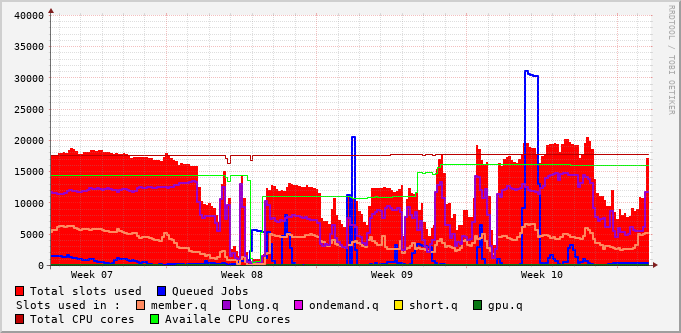 40000
35000
30000
25000
20000
15000
10000
5000
0
Week 07 Week 08 Week 09 Week 10
RRDTOOL / TOBI OETIKER
Total slots used Queued Jobs
Slots used in : member.q long.q ondemand.q short.q gpu.q
Total CPU cores Availale CPU cores